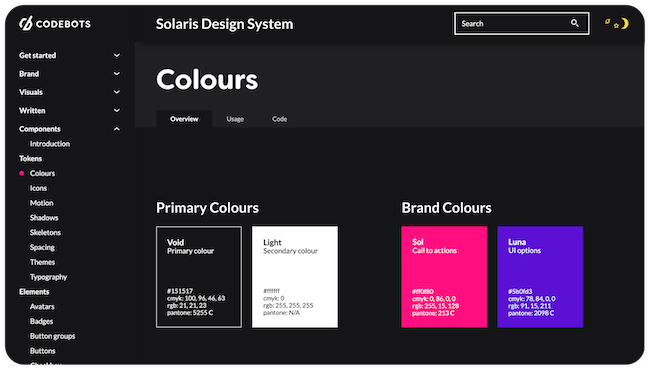 CODEBOTS
Solaris Design System
Search
Get started
Brand
Visuals
Written
Components
Introduction
Tokens
Colours
Icons
Motion
Shadows
Skeletons
Spacing
Themes
Typography
Elements
Avatars
Badges
Button groups
Buttons
Colours
Overview
Usage
Code
Primary Colours
Void
Primary colour
#151517
cmyk: 100, 96, 46, 63
rgb: 21, 21, 23
pantone: 5255 C
Light
Secondary colour
#ffffff
cmyk: 0
rgb: 255, 255, 255
pantone: N/A
Brand Colours
Sol
Call to actions
#ff0f80
cmyk: 0, 86, 0, 0
rgb: 255, 15, 128
pantone: 213 C
Luna
UI options
#5b0fd3
cmyk: 78, 84, 0, 0
rgb: 91, 15, 211
pantone: 2098 C